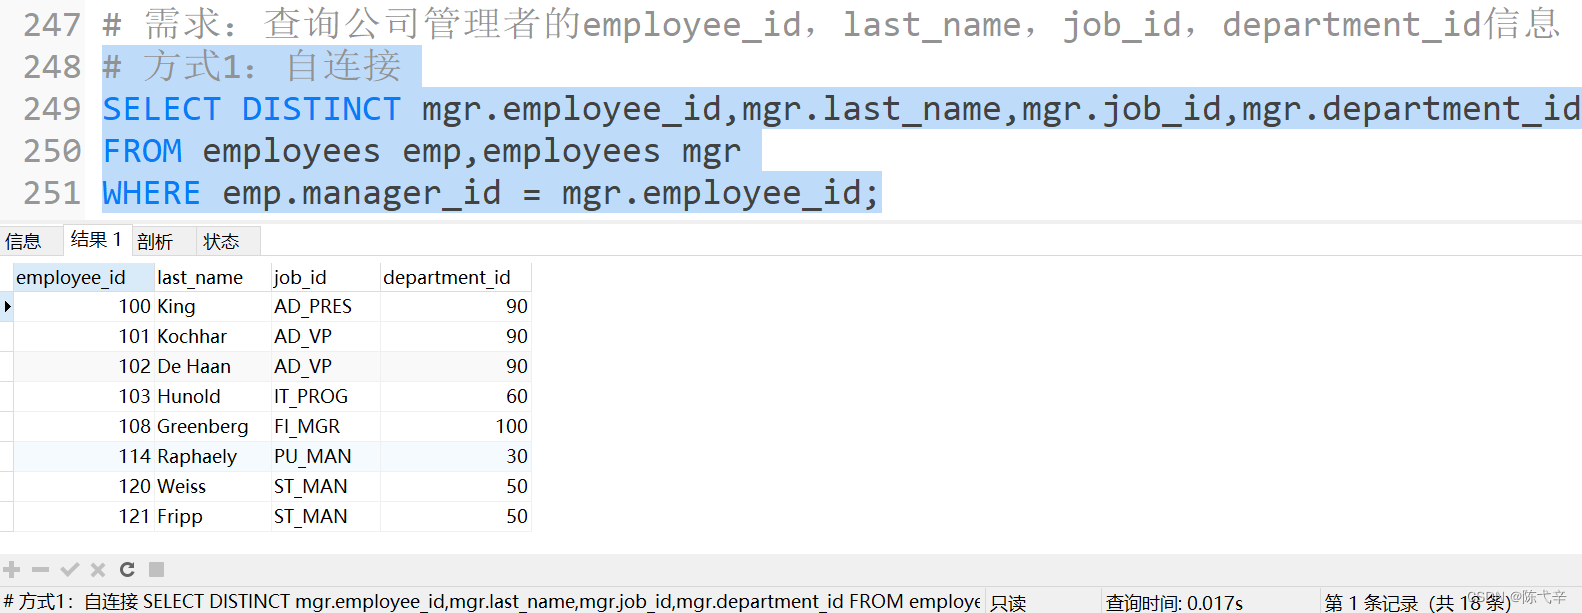 247 # 需求：查询公司管理者的employee_id，last_name，job_id，department_id信息
248 # 方式1：自连接
249 SELECT DISTINCT mgr.employee_id,mgr.last_name,mgr.job_id,mgr.department_id
250 FROM employees emp,employees mgr
251 WHERE emp.manager_id = mgr.employee_id;
信息 结果 1 剖析 状态
employee_id last_name job_id department_id
100 King AD_PRES 90
101 Kochhar AD_VP 90
102 De Haan AD_VP 90
103 Hunold IT_PROG 60
108 Greenberg FI_MGR 100
114 Raphaely PU_MAN 30
120 Weiss ST_MAN 50
121 Fripp ST_MAN 50
# 方式1：自连接 SELECT DISTINCT mgr.employee_id,mgr.last_name,mgr.job_id,mgr.department_id FROM employe 只读 查询时间: 0.017s 第 1 条记录（共 18 条）
CSDN @陈弋辛